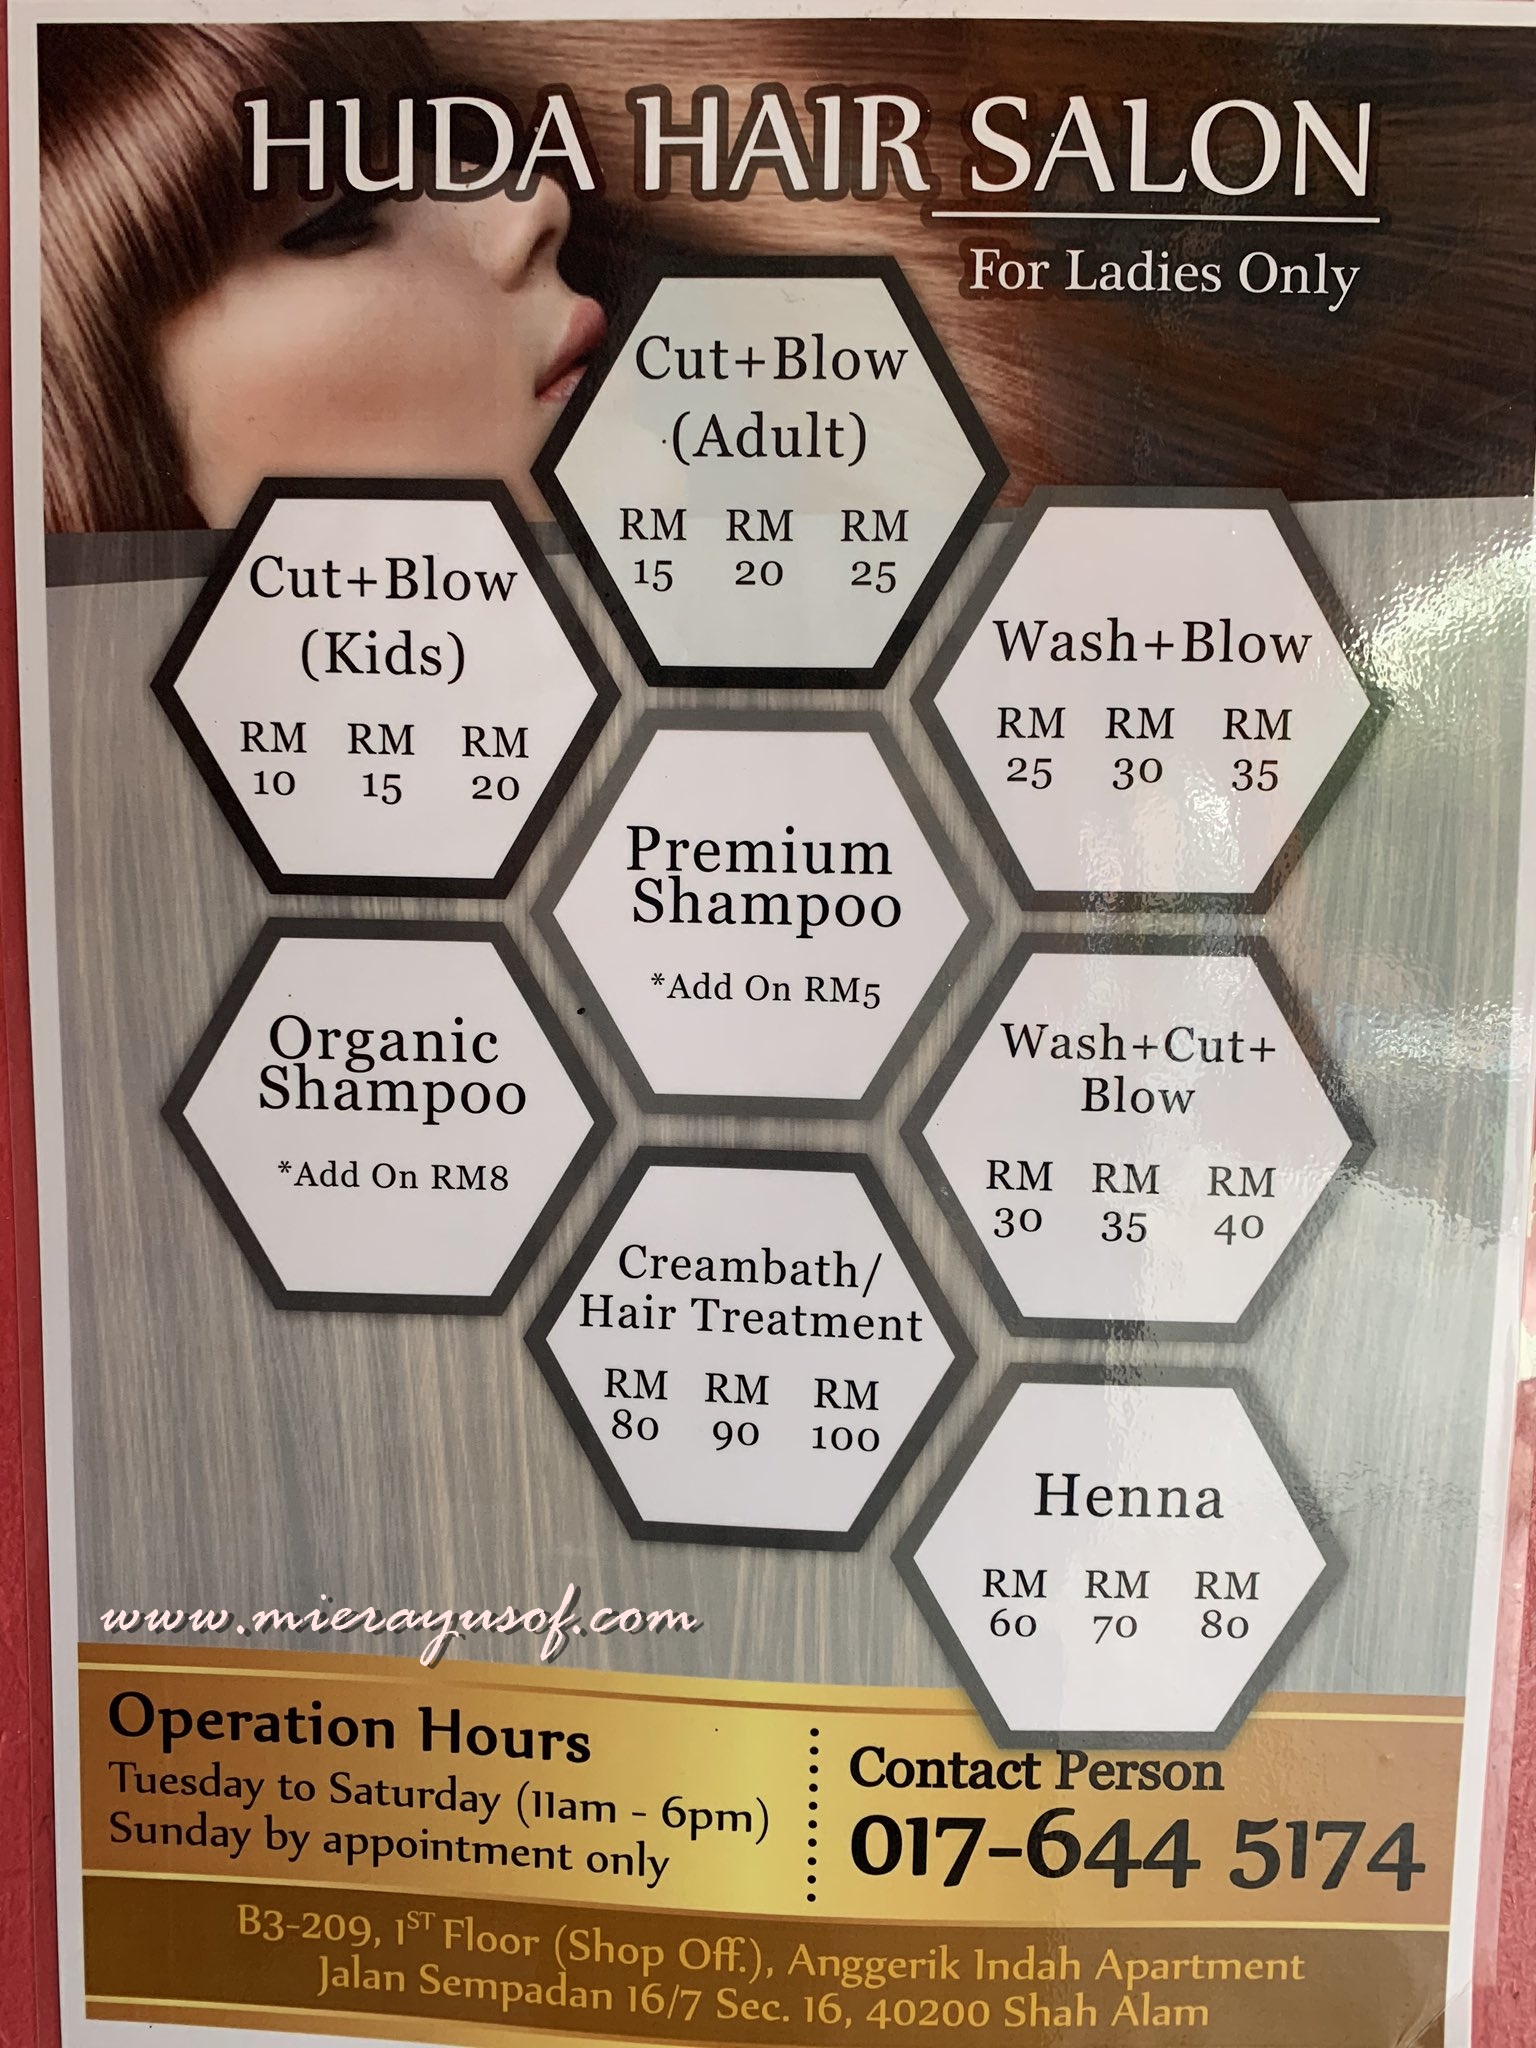 HUDA HAIR SALON
For Ladies Only
Cut+Blow
(Adult)
RM RM RM
15 20 25
Cut+Blow
(Kids)
RM RM RM
10 15 20
Wash+Blow
RM RM RM
25 30 35
Premium
Shampoo
*Add On RM5
Organic
Shampoo
*Add On RM8
Wash+Cut+
Blow
RM RM RM
30 35 40
Creambath/
Hair Treatment
RM RM RM
80 90 100
Henna
RM RM RM
60 70 80
www.mierayusof.com
Operation Hours
Tuesday to Saturday (11am - 6pm)
Sunday by appointment only
Contact Person
017-644 5174
B3-209, 1ST Floor (Shop Off.), Anggerik Indah Apartment
Jalan Sempadan 16/7 Sec. 16, 40200 Shah Alam